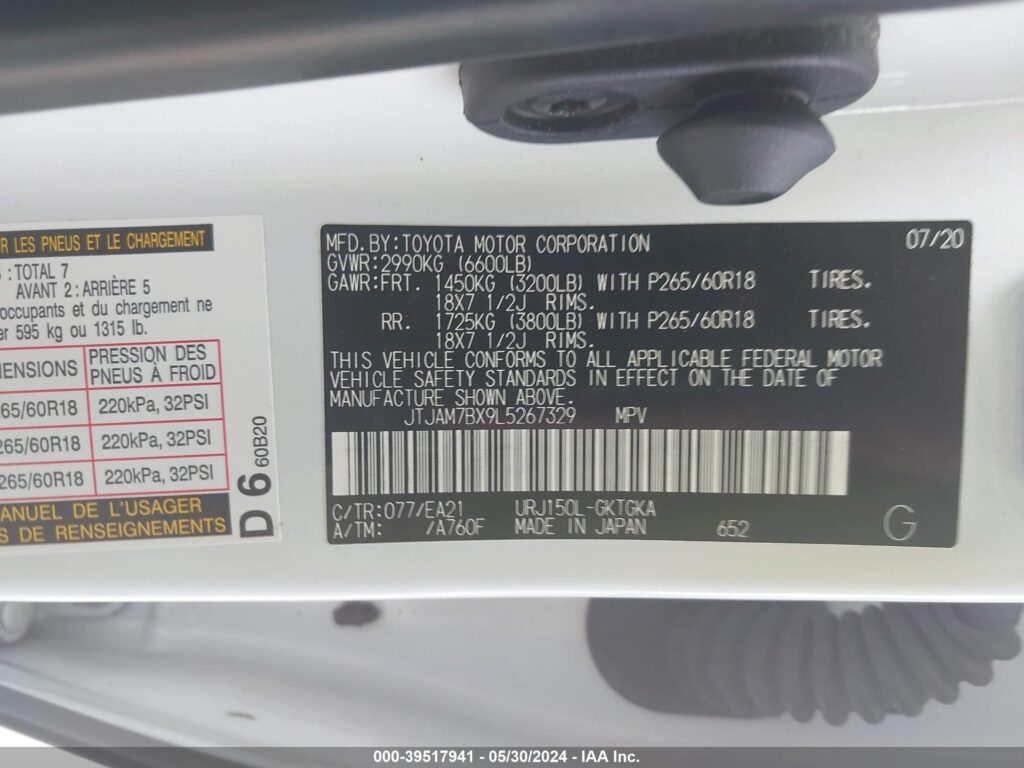 R LES PNEUS ET LE CHARGEMENT
: TOTAL 7
AVANT 2 : ARRIÈRE 5
occupants et du chargement ne
er 595 kg ou 1315 lb.
MENSIONS PRESSION DES PNEUS À FROID
265/60R18 220kPa, 32PSI
265/60R18 220kPa, 32PSI
265/60R18 220kPa, 32PSI
ANUEL DE L'USAGER
S DE RENSEIGNEMENTS
D 6 60B20
MFD.BY:TOYOTA MOTOR CORPORATION 07/20
GVWR:2990KG (6600LB)
GAWR:FRT. 1450KG (3200LB) WITH P265/60R18 TIRES.
18X7 1/2J RIMS.
RR. 1725KG (3800LB) WITH P265/60R18 TIRES.
18X7 1/2J RIMS.
THIS VEHICLE CONFORMS TO ALL APPLICABLE FEDERAL MOTOR
VEHICLE SAFETY STANDARDS IN EFFECT ON THE DATE OF
MANUFACTURE SHOWN ABOVE.
JTJAM7BX9L5267329 MPV
C/TR:077/EA21 URJ150L-GKTGKA
A/TM: /A760F MADE IN JAPAN 652 G
000-39517941 - 05/30/2024 - IAA Inc.